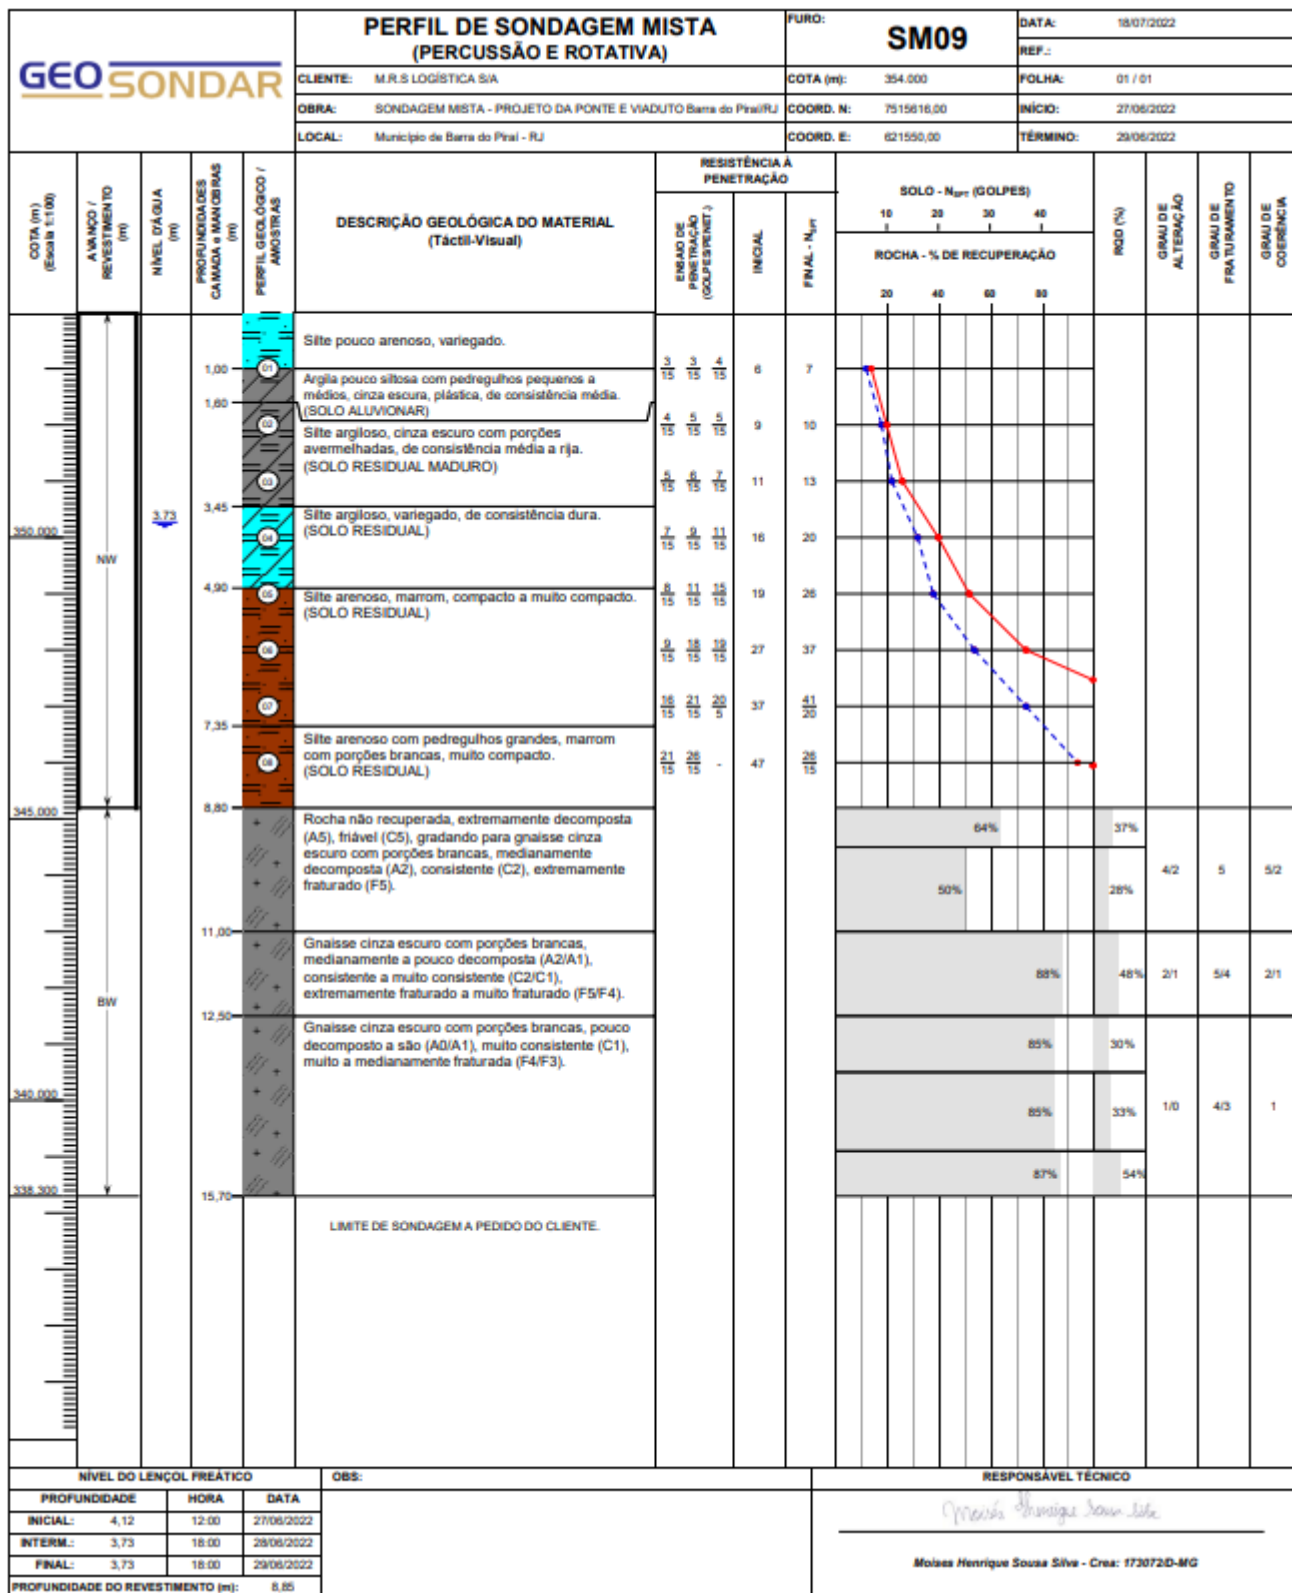 GEO SONDAR
PERFIL DE SONDAGEM MISTA
(PERCUSSÃO E ROTATIVA)
FURO:
SM09
DATA: 18/07/2022
REF.:
CLIENTE: M.R.S LOGÍSTICA S/A
COTA (m): 354.000
FOLHA: 01 / 01
OBRA: SONDAGEM MISTA - PROJETO DA PONTE E VIADUTO Barra do Piraí/RJ
COORD. N: 7515616,00
INÍCIO: 27/06/2022
LOCAL: Município de Barra do Piraí - RJ
COORD. E: 621550,00
TÉRMINO: 29/06/2022
COTA (m)
(Escala 1:100)
AVANÇO /
REVESTIMENTO
(m)
NÍVEL D'ÁGUA
(m)
PROFUNDIDADES
CAMADA e MANOBRAS
(m)
PERFIL GEOLÓGICO /
AMOSTRAS
DESCRIÇÃO GEOLÓGICA DO MATERIAL
(Táctil-Visual)
RESISTÊNCIA À
PENETRAÇÃO
ENSAIO DE
PENETRAÇÃO
(GOLPES/PENET.)
INICIAL
FINAL - NSPT
SOLO - NSPT (GOLPES)
10 20 30 40
ROCHA - % DE RECUPERAÇÃO
20 40 60 80
RQD (%)
GRAU DE
ALTERAÇÃO
GRAU DE
FRATURAMENTO
GRAU DE
COERÊNCIA
Silte pouco arenoso, variegado.
1,00 01 3/15 3/15 4/15 6 7
Argila pouco siltosa com pedregulhos pequenos a
médios, cinza escura, plástica, de consistência média.
(SOLO ALUVIONAR)
1,60
02 4/15 5/15 5/15 9 10
Silte argiloso, cinza escuro com porções
avermelhadas, de consistência média a rija.
(SOLO RESIDUAL MADURO)
03 5/15 6/15 7/15 11 13
3,45
Silte argiloso, variegado, de consistência dura.
(SOLO RESIDUAL)
3.73
350.000 04 7/15 9/15 11/15 16 20
NW
4,90
05 8/15 11/15 15/15 19 26
Silte arenoso, marrom, compacto a muito compacto.
(SOLO RESIDUAL)
06 9/15 18/15 19/15 27 37
07 16/15 21/15 20/5 37 41/20
7,35
Silte arenoso com pedregulhos grandes, marrom
com porções brancas, muito compacto.
(SOLO RESIDUAL)
08 21/15 26/15 - 47 26/15
345.000 8,80
Rocha não recuperada, extremamente decomposta
(A5), friável (C5), gradando para gnaisse cinza
escuro com porções brancas, medianamente
decomposta (A2), consistente (C2), extremamente
fraturado (F5).
64% 37%
50% 28% 4/2 5 5/2
11,00
Gnaisse cinza escuro com porções brancas,
medianamente a pouco decomposta (A2/A1),
consistente a muito consistente (C2/C1),
extremamente fraturado a muito fraturado (F5/F4).
88% 48% 2/1 5/4 2/1
BW
12,50
Gnaisse cinza escuro com porções brancas, pouco
decomposto a são (A0/A1), muito consistente (C1),
muito a medianamente fraturada (F4/F3).
85% 30%
340.000
85% 33% 1/0 4/3 1
87% 54%
338.300 15,70
LIMITE DE SONDAGEM A PEDIDO DO CLIENTE.
NÍVEL DO LENÇOL FREÁTICO
OBS:
RESPONSÁVEL TÉCNICO
PROFUNDIDADE HORA DATA
INICIAL: 4,12 12:00 27/06/2022
INTERM.: 3,73 18:00 28/06/2022
FINAL: 3,73 18:00 29/06/2022
PROFUNDIDADE DO REVESTIMENTO (m): 8,85
Moisés Henrique Sousa Silva
Moises Henrique Sousa Silva - Crea: 173072/D-MG